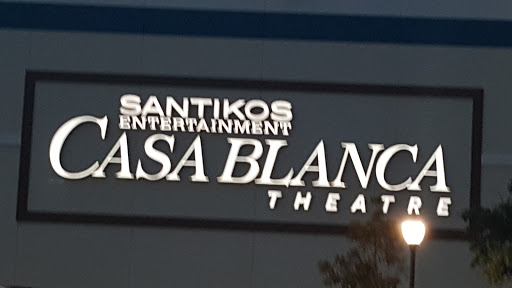 SANTIKOS
ENTERTAINMENT
CASA BLANCA
THEATRE